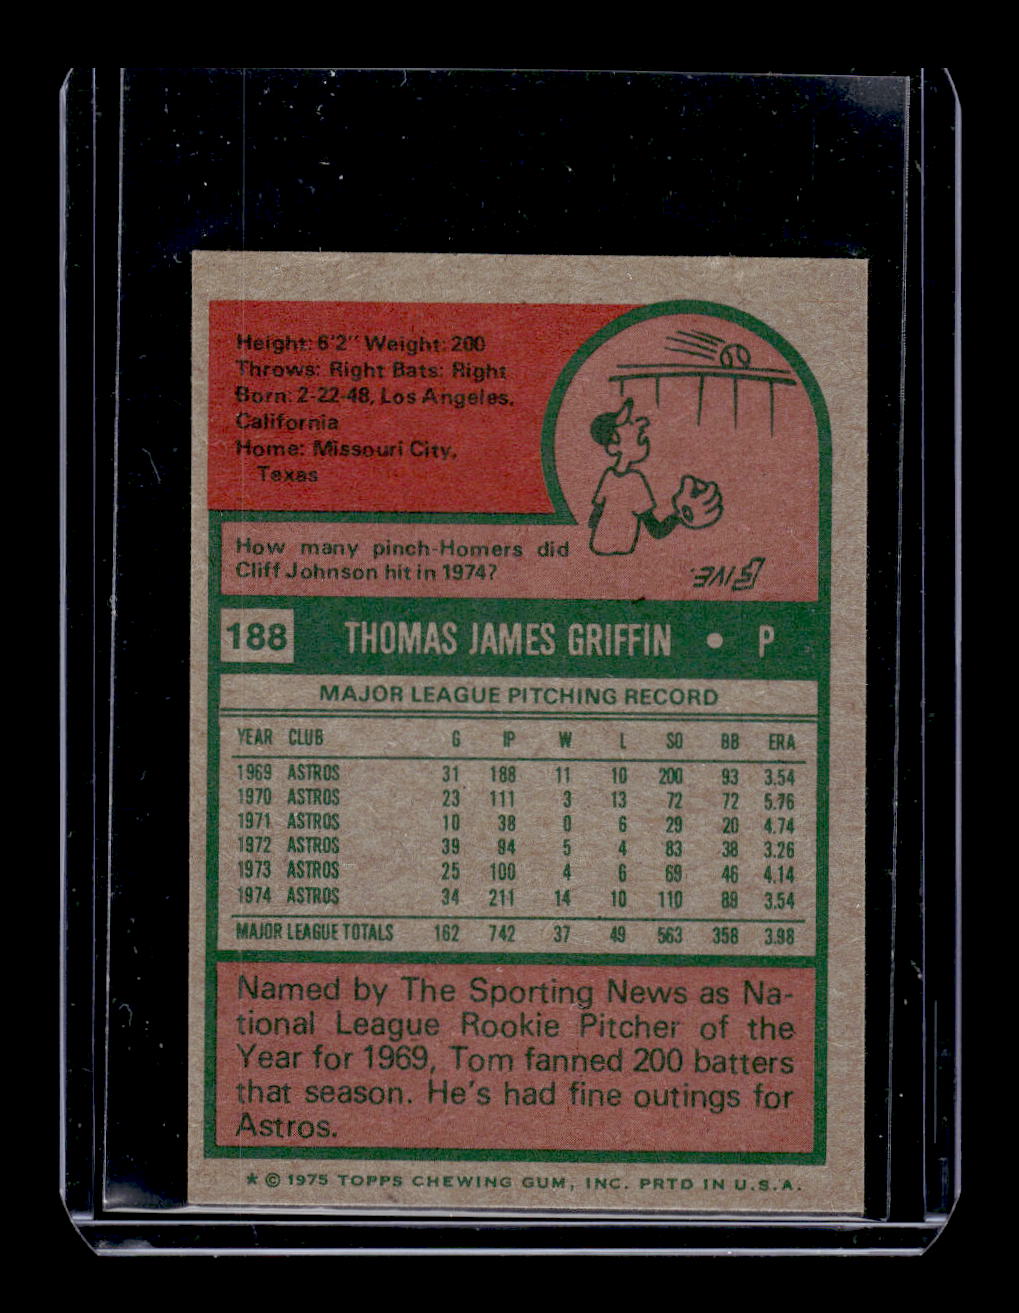 Height: 6'2" Weight: 200
Throws: Right Bats: Right
Born: 2-22-48, Los Angeles,
California
Home: Missouri City,
Texas
How many pinch-Homers did
Cliff Johnson hit in 1974?
FIVE.
188 THOMAS JAMES GRIFFIN • P
MAJOR LEAGUE PITCHING RECORD
YEAR CLUB G IP W L SO BB ERA
1969 ASTROS 31 188 11 10 200 93 3.54
1970 ASTROS 23 111 3 13 72 72 5.76
1971 ASTROS 10 38 0 6 29 20 4.74
1972 ASTROS 39 94 5 4 83 38 3.26
1973 ASTROS 25 100 4 6 69 46 4.14
1974 ASTROS 34 211 14 10 110 89 3.54
MAJOR LEAGUE TOTALS 162 742 37 49 563 358 3.98
Named by The Sporting News as Na-
tional League Rookie Pitcher of the
Year for 1969, Tom fanned 200 batters
that season. He's had fine outings for
Astros.
* © 1975 TOPPS CHEWING GUM, INC. PRTD IN U.S.A.